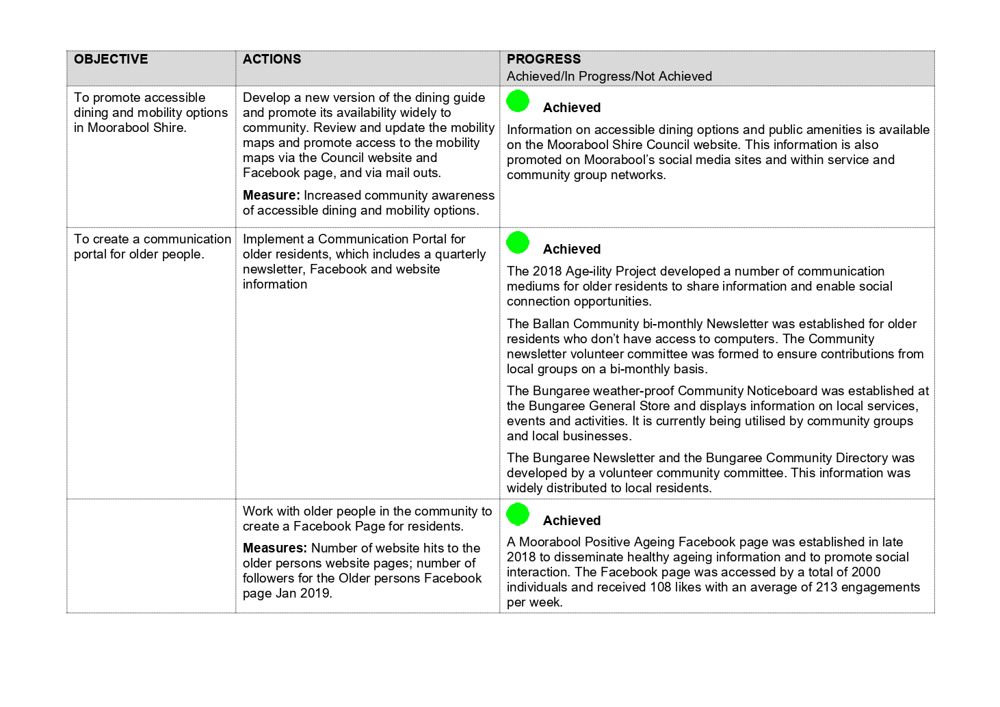 OBJECTIVE
ACTIONS
PROGRESS
Achieved/In Progress/Not Achieved
To promote accessible
dining and mobility options
in Moorabool Shire.
Develop a new version of the dining guide
and promote its availability widely to
community. Review and update the mobility
maps and promote access to the mobility
maps via the Council website and
Facebook page, and via mail outs.
Measure: Increased community awareness
of accessible dining and mobility options.
Achieved
Information on accessible dining options and public amenities is available
on the Moorabool Shire Council website. This information is also
promoted on Moorabool’s social media sites and within service and
community group networks.
To create a communication
portal for older people.
Implement a Communication Portal for
older residents, which includes a quarterly
newsletter, Facebook and website
information
Achieved
The 2018 Age-ility Project developed a number of communication
mediums for older residents to share information and enable social
connection opportunities.
The Ballan Community bi-monthly Newsletter was established for older
residents who don’t have access to computers. The Community
newsletter volunteer committee was formed to ensure contributions from
local groups on a bi-monthly basis.
The Bungaree weather-proof Community Noticeboard was established at
the Bungaree General Store and displays information on local services,
events and activities. It is currently being utilised by community groups
and local businesses.
The Bungaree Newsletter and the Bungaree Community Directory was
developed by a volunteer community committee. This information was
widely distributed to local residents.
Work with older people in the community to
create a Facebook Page for residents.
Measures: Number of website hits to the
older persons website pages; number of
followers for the Older persons Facebook
page Jan 2019.
Achieved
A Moorabool Positive Ageing Facebook page was established in late
2018 to disseminate healthy ageing information and to promote social
interaction. The Facebook page was accessed by a total of 2000
individuals and received 108 likes with an average of 213 engagements
per week.